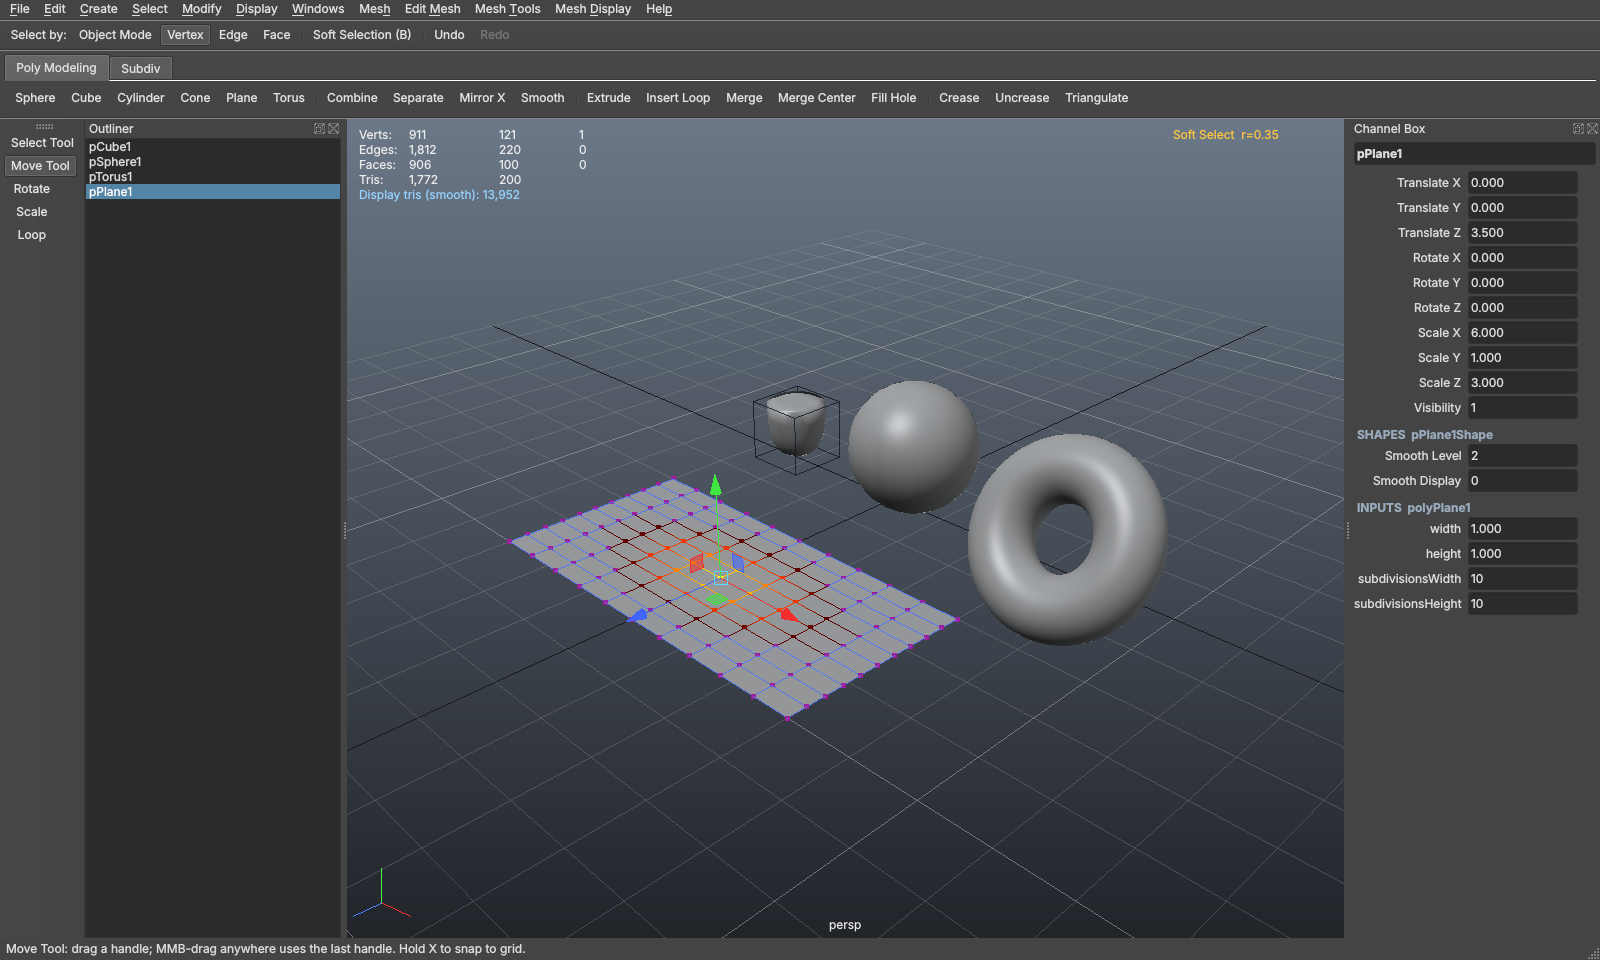 File Edit Create Select Modify Display Windows Mesh Edit Mesh Mesh Tools Mesh Display Help
Select by: Object Mode Vertex Edge Face Soft Selection (B) Undo Redo
Poly Modeling Subdiv
Sphere Cube Cylinder Cone Plane Torus Combine Separate Mirror X Smooth Extrude Insert Loop Merge Merge Center Fill Hole Crease Uncrease Triangulate
Select Tool
Move Tool
Rotate
Scale
Loop
Outliner
pCube1
pSphere1
pTorus1
pPlane1
Verts: 911 121 1
Edges: 1,812 220 0
Faces: 906 100 0
Tris: 1,772 200
Display tris (smooth): 13,952
Soft Select r=0.35
persp
Channel Box
pPlane1
Translate X 0.000
Translate Y 0.000
Translate Z 3.500
Rotate X 0.000
Rotate Y 0.000
Rotate Z 0.000
Scale X 6.000
Scale Y 1.000
Scale Z 3.000
Visibility 1
SHAPES pPlane1Shape
Smooth Level 2
Smooth Display 0
INPUTS polyPlane1
width 1.000
height 1.000
subdivisionsWidth 10
subdivisionsHeight 10
Move Tool: drag a handle; MMB-drag anywhere uses the last handle. Hold X to snap to grid.